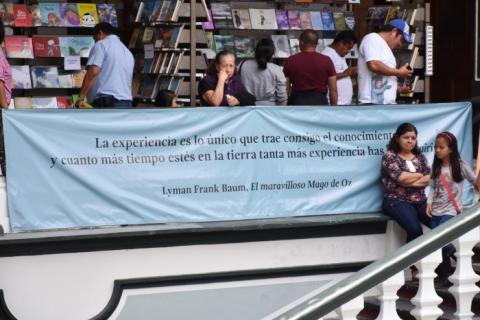 La experiencia es lo único que trae consigo el conocimiento
y cuanto más tiempo estés en la tierra tanta más experiencia has
Lyman Frank Baum, El maravilloso Mago de Oz